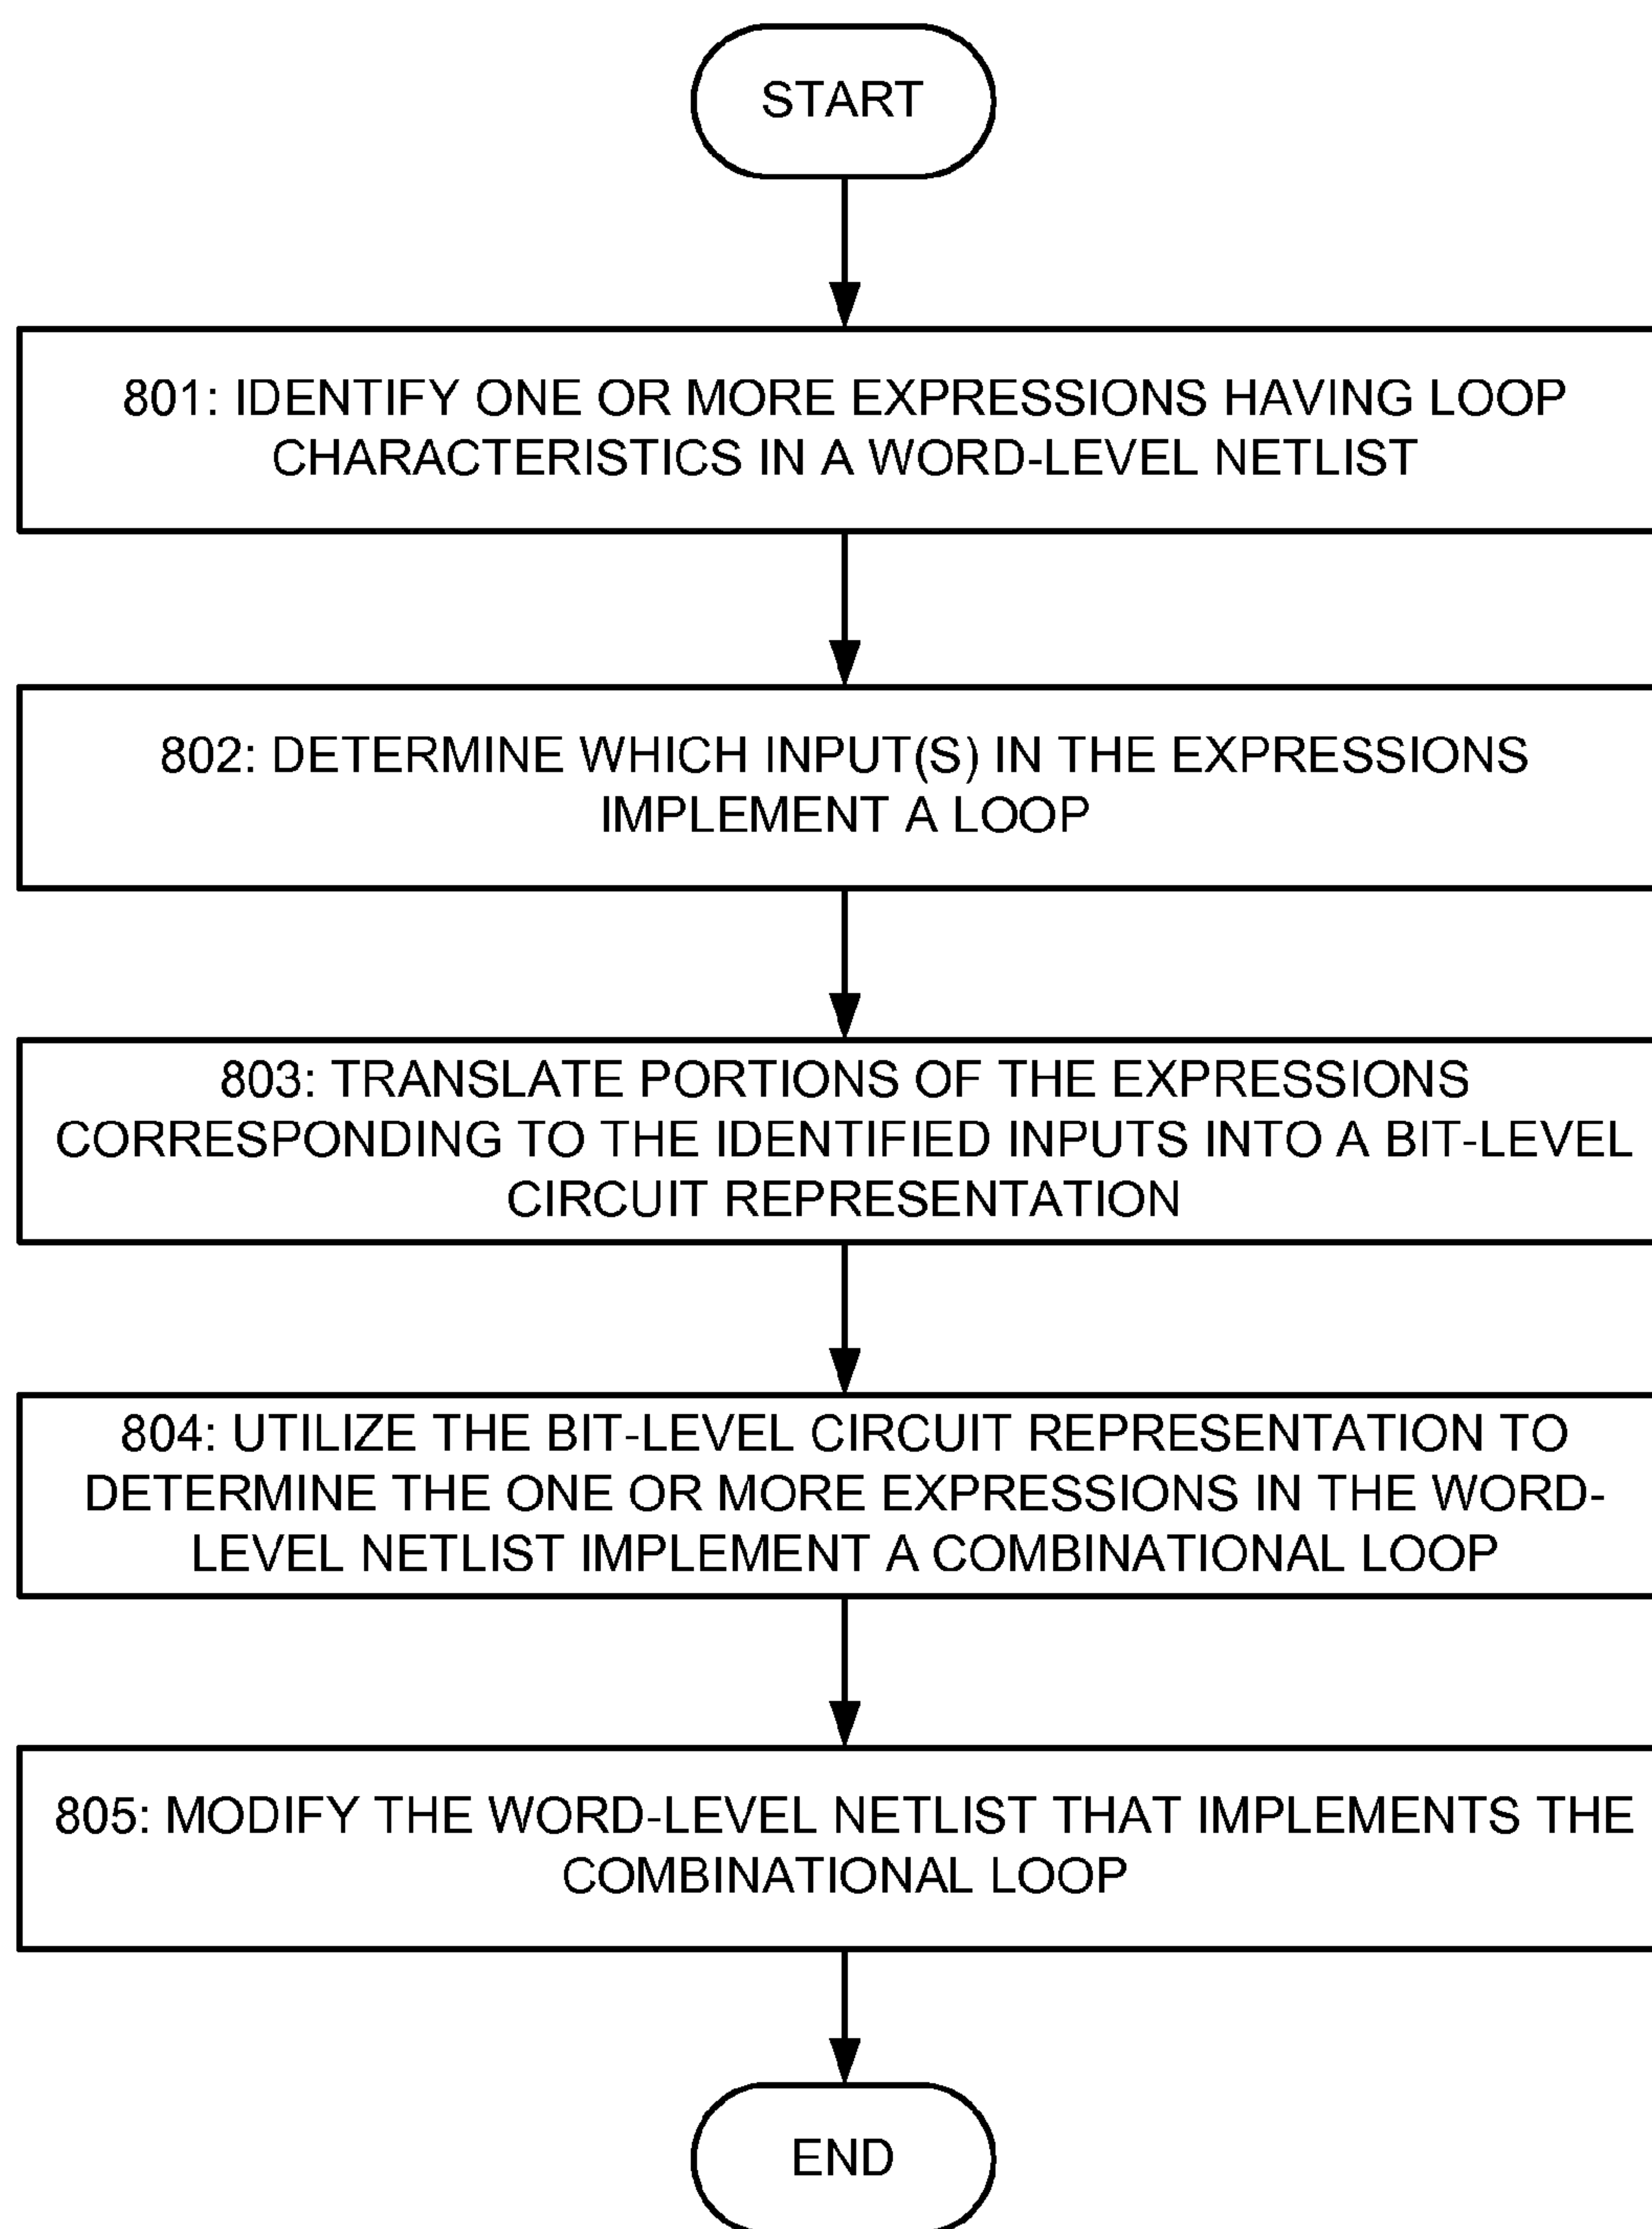 START
801: IDENTIFY ONE OR MORE EXPRESSIONS HAVING LOOP
CHARACTERISTICS IN A WORD-LEVEL NETLIST
802: DETERMINE WHICH INPUT(S) IN THE EXPRESSIONS
IMPLEMENT A LOOP
803: TRANSLATE PORTIONS OF THE EXPRESSIONS
CORRESPONDING TO THE IDENTIFIED INPUTS INTO A BIT-LEVEL
CIRCUIT REPRESENTATION
804: UTILIZE THE BIT-LEVEL CIRCUIT REPRESENTATION TO
DETERMINE THE ONE OR MORE EXPRESSIONS IN THE WORD-
LEVEL NETLIST IMPLEMENT A COMBINATIONAL LOOP
805: MODIFY THE WORD-LEVEL NETLIST THAT IMPLEMENTS THE
COMBINATIONAL LOOP
END